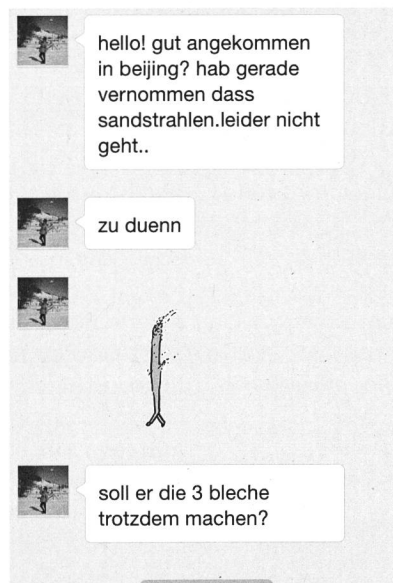 hello! gut angekommen
in beijing? hab gerade
vernommen dass
sandstrahlen.leider nicht
geht..
zu duenn
soll er die 3 bleche
trotzdem machen?